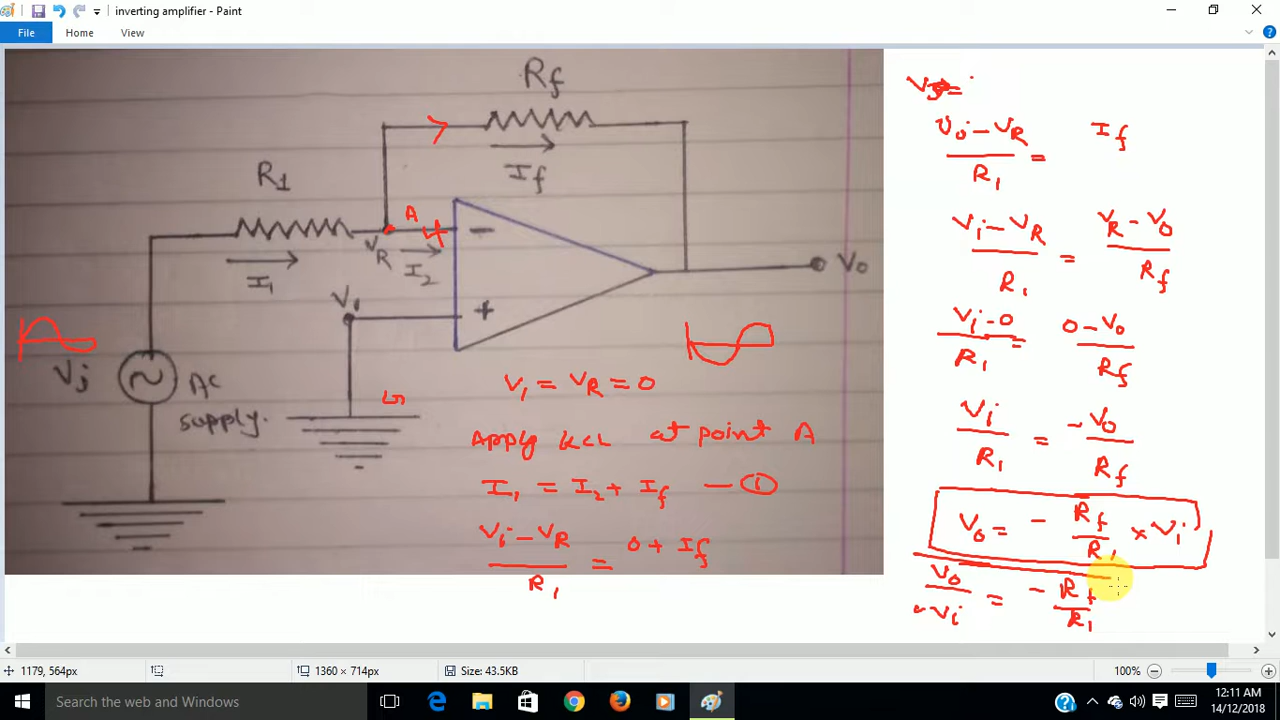 inverting amplifier - Paint
File Home View
Rf
If
R1
A
VR
I1
I2
V1
-
+
Vo
Vi
Ac
supply.
G
V1 = VR = 0
Apply KCL at point A
I1 = I2 + If — 1
Vi - VR / R1 = 0 + If
Vo - VR / R1 = If
Vi - VR / R1 = VR - Vo / Rf
Vi - 0 / R1 = 0 - Vo / Rf
Vi / R1 = -Vo / Rf
Vo = - Rf / R1 × Vi
Vo / Vi = - Rf / R1
1179, 564px 1360 × 714px Size: 43.5KB 100%
Search the web and Windows
12:11 AM
14/12/2018